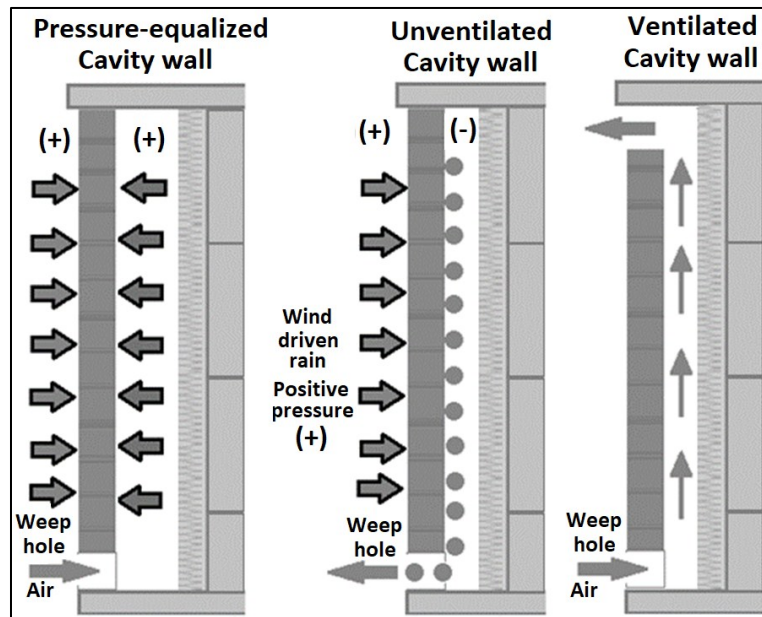 Pressure-equalized
Cavity wall
(+)
(+)
Weep
hole
Air
Unventilated
Cavity wall
(+)
(-)
Wind
driven
rain
Positive
pressure
(+)
Weep
hole
Ventilated
Cavity wall
Weep
hole
Air